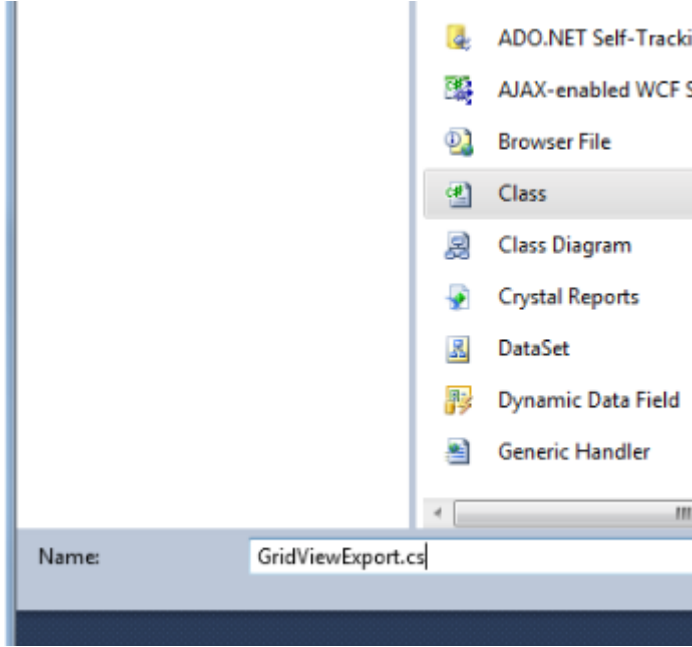 ADO.NET Self-Tracki
AJAX-enabled WCF S
Browser File
Class
Class Diagram
Crystal Reports
DataSet
Dynamic Data Field
Generic Handler
Name:
GridViewExport.cs